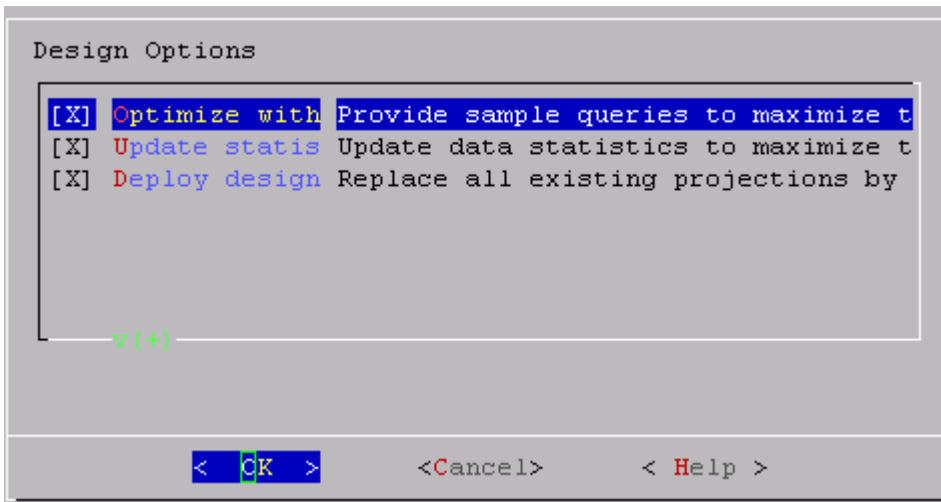 Design Options
[X] Optimize with Provide sample queries to maximize t
[X] Update statis Update data statistics to maximize t
[X] Deploy design Replace all existing projections by
v(+)
< OK > <Cancel> < Help >